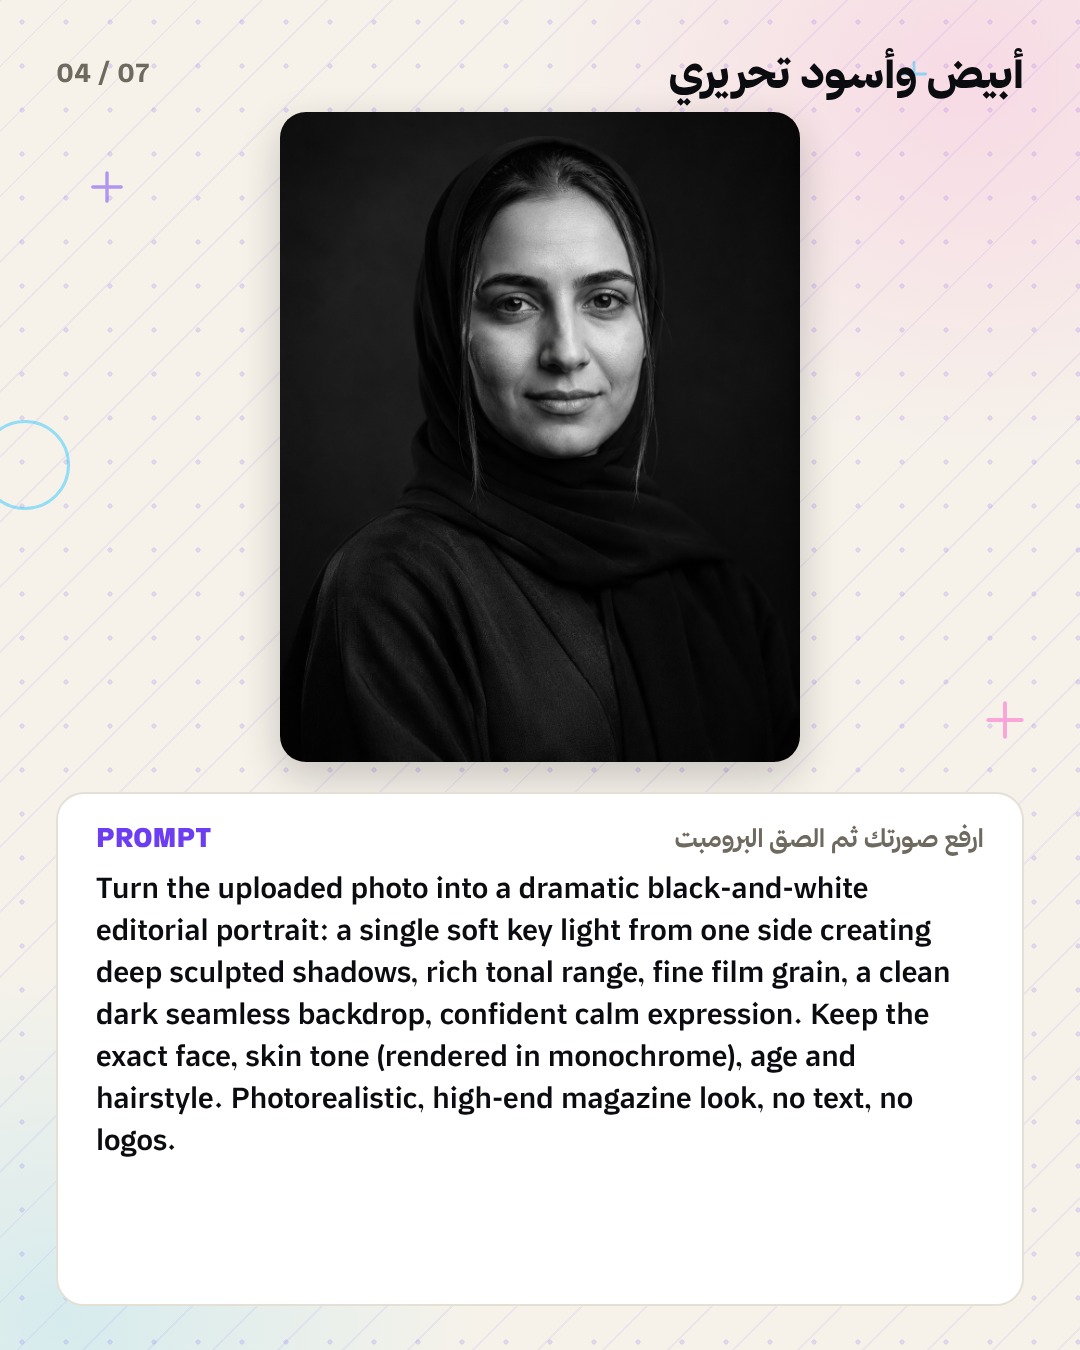 04 / 07
أبيض وأسود تحريري
PROMPT
ارفع صورتك ثم الصق البرومبت
Turn the uploaded photo into a dramatic black-and-white
editorial portrait: a single soft key light from one side creating
deep sculpted shadows, rich tonal range, fine film grain, a clean
dark seamless backdrop, confident calm expression. Keep the
exact face, skin tone (rendered in monochrome), age and
hairstyle. Photorealistic, high-end magazine look, no text, no
logos.